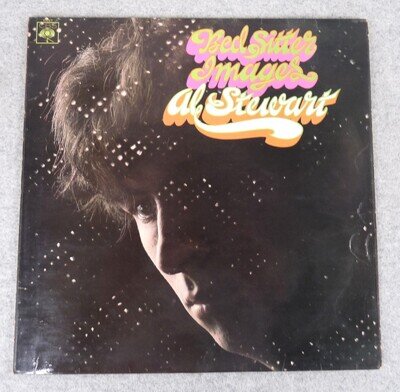 Bed Sitter
Images
Al Stewart